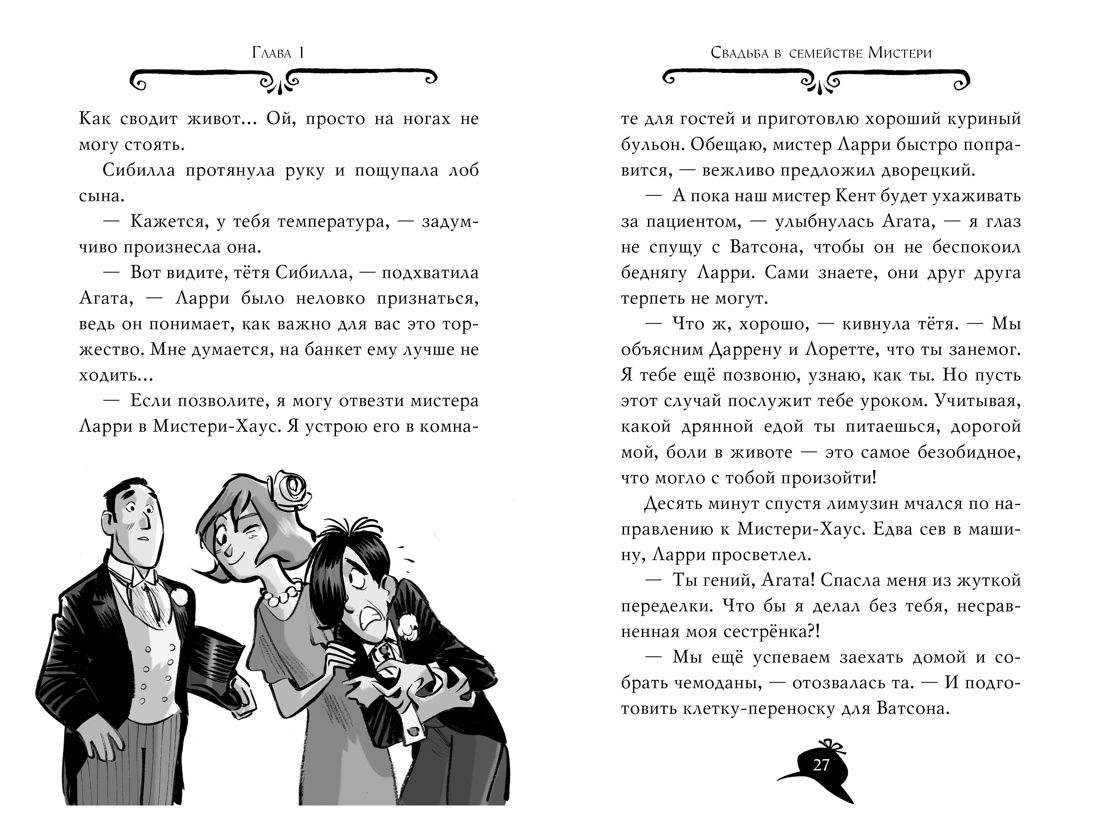 Глава 1
Как сводит живот... Ой, просто на ногах не
могу стоять.
Сибилла протянула руку и пощупала лоб
сына.
— Кажется, у тебя температура, — задум-
чиво произнесла она.
— Вот видите, тётя Сибилла, — подхватила
Агата, — Ларри было неловко признаться,
ведь он понимает, как важно для вас это тор-
жество. Мне думается, на банкет ему лучше не
ходить...
— Если позволите, я могу отвезти мистера
Ларри в Мистери-Хаус. Я устрою его в комна-
Свадьба в семействе Мистери
те для гостей и приготовлю хороший куриный
бульон. Обещаю, мистер Ларри быстро попра-
вится, — вежливо предложил дворецкий.
— А пока наш мистер Кент будет ухаживать
за пациентом, — улыбнулась Агата, — я глаз
не спущу с Ватсона, чтобы он не беспокоил
беднягу Ларри. Сами знаете, они друг друга
терпеть не могут.
— Что ж, хорошо, — кивнула тётя. — Мы
объясним Даррену и Лоретте, что ты занемог.
Я тебе ещё позвоню, узнаю, как ты. Но пусть
этот случай послужит тебе уроком. Учитывая,
какой дрянной едой ты питаешься, дорогой
мой, боли в животе — это самое безобидное,
что могло с тобой произойти!
Десять минут спустя лимузин мчался по на-
правлению к Мистери-Хаус. Едва сев в маши-
ну, Ларри просветлел.
— Ты гений, Агата! Спасла меня из жуткой
переделки. Что бы я делал без тебя, несрав-
ненная моя сестрёнка?!
— Мы ещё успеваем заехать домой и со-
брать чемоданы, — отозвалась та. — И подго-
товить клетку-переноску для Ватсона.
27